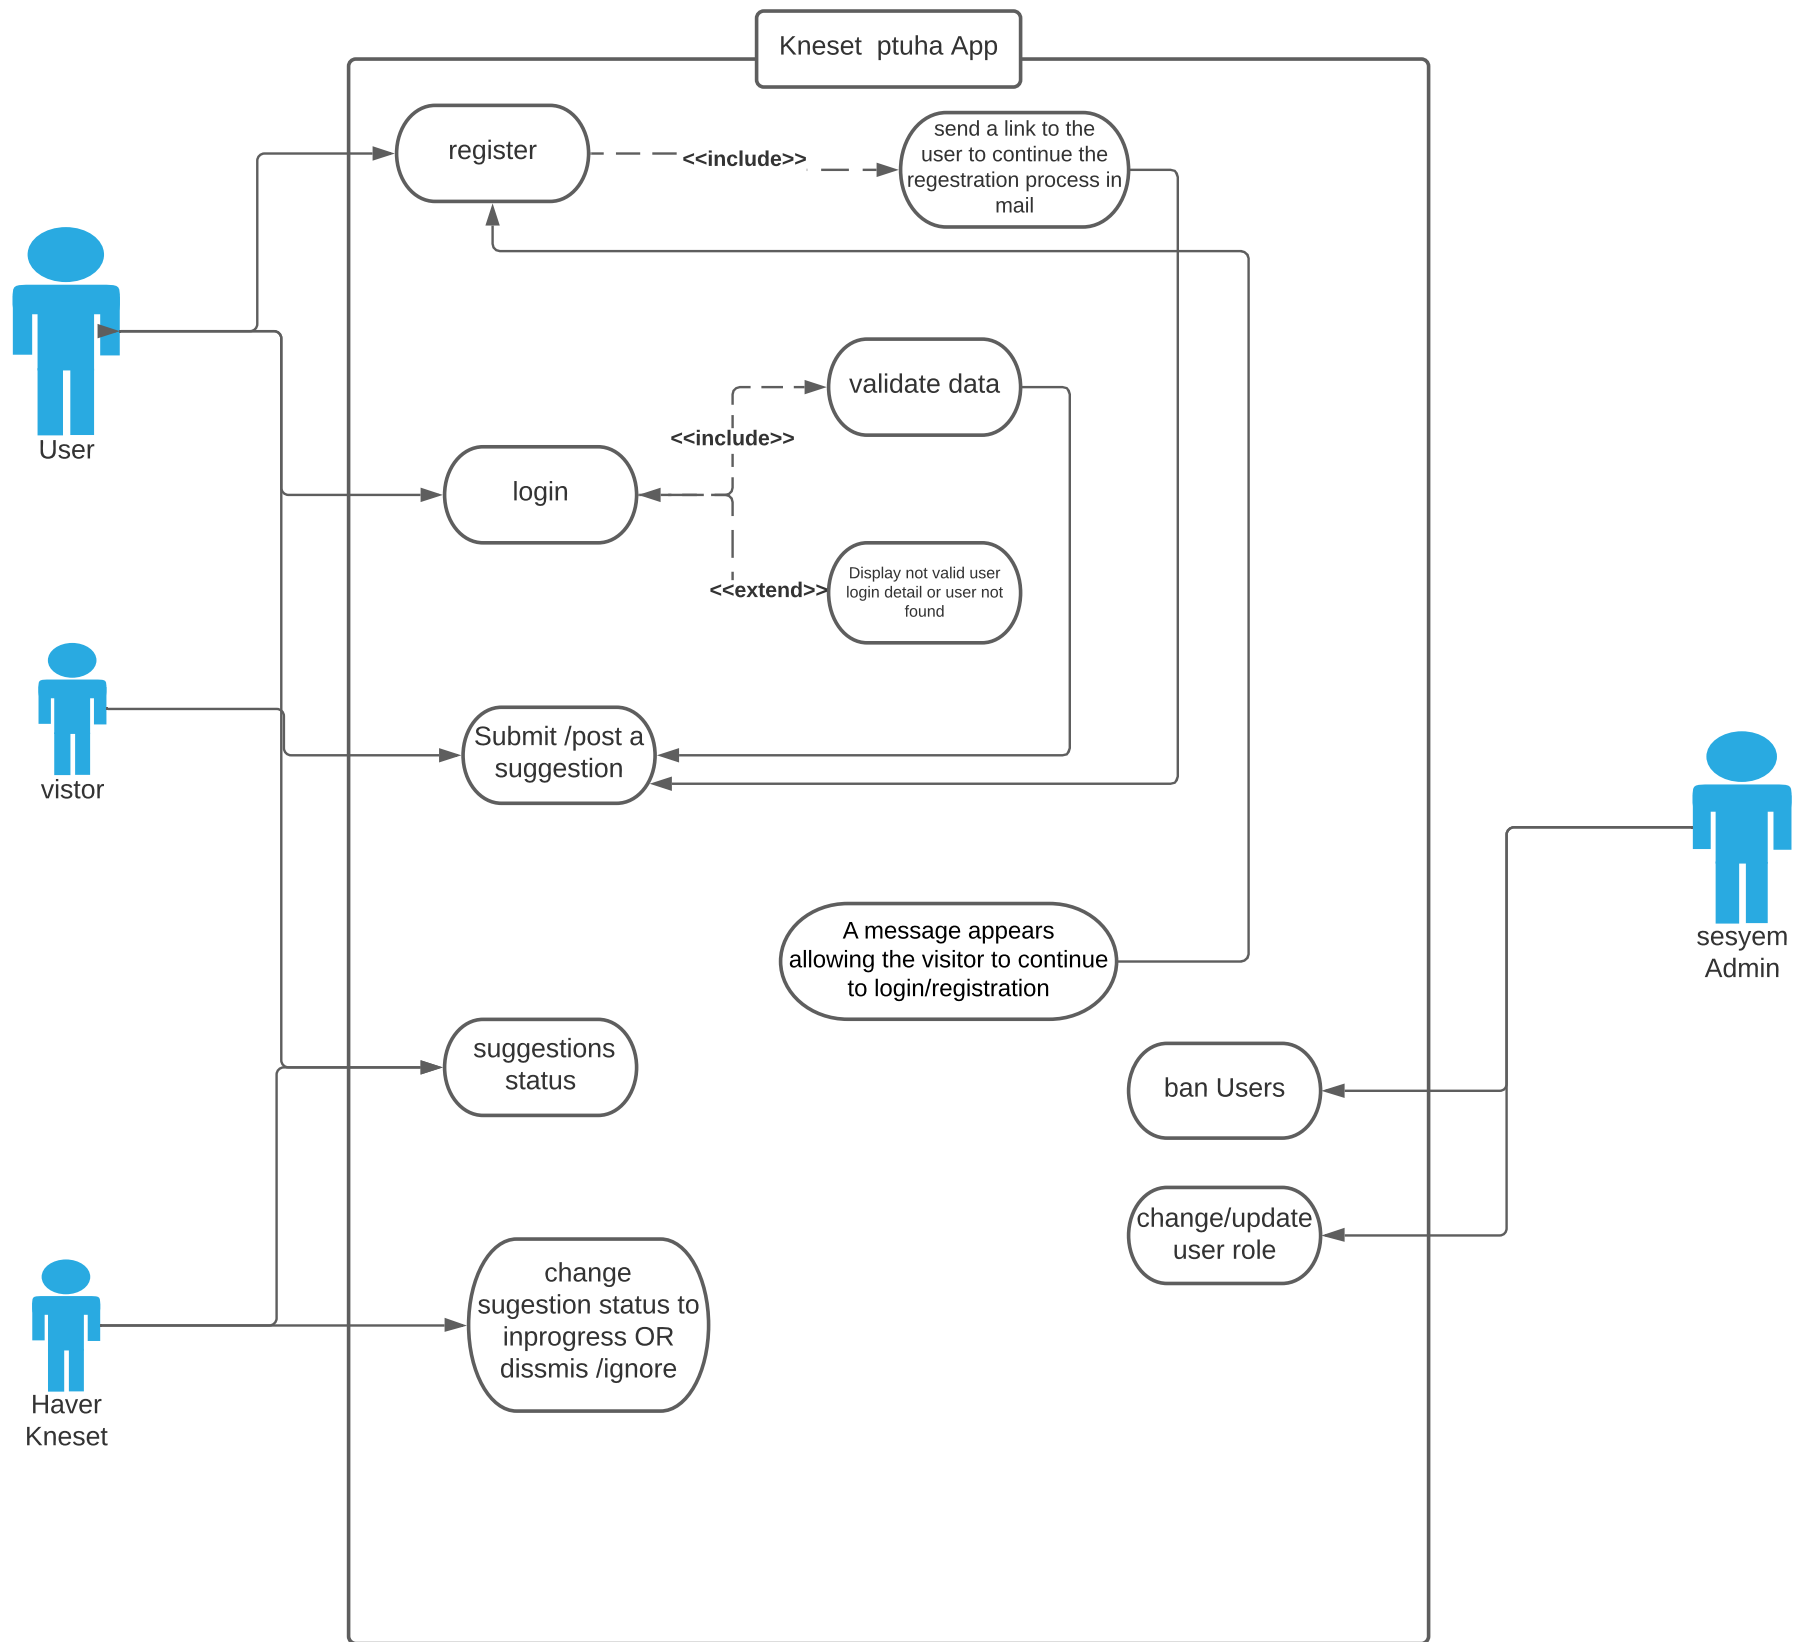 Kneset  ptuha App
register
<<include>>
send a link to the
user to continue the
regestration process in
mail
User
validate data
<<include>>
login
Display not valid user
login detail or user not
found
<<extend>>
vistor
Submit /post a
suggestion
sesyem
Admin
A message appears
allowing the visitor to continue
to login/registration
suggestions
status
ban Users
change/update
user role
change
sugestion status to
inprogress OR
dissmis /ignore
Haver
Kneset